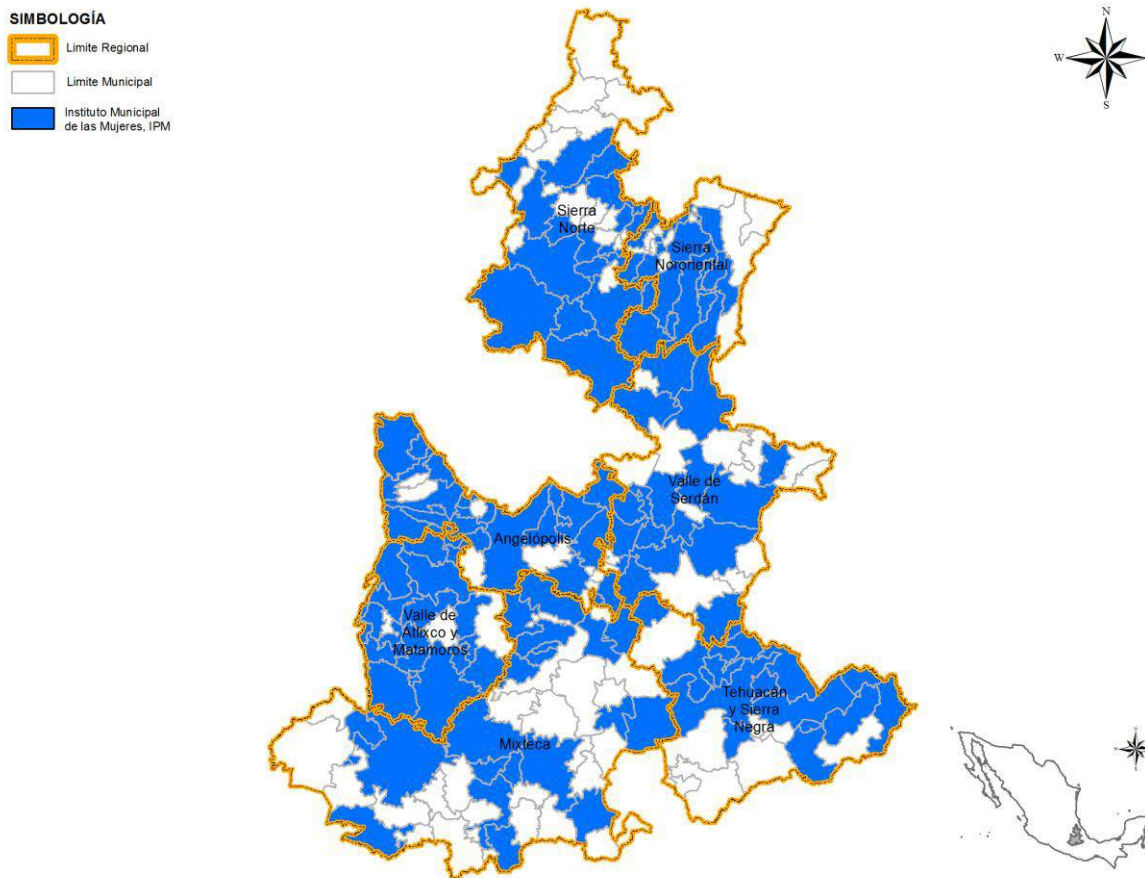 SIMBOLOGÍA
Limite Regional
Limite Municipal
Instituto Municipal
de las Mujeres, IPM
N
W
E
S
Sierra
Norte
Sierra
Nororiental
Valle de
Serdán
Angelópolis
Valle de
Atlixco y
Matamoros
Tehuacán
y Sierra
Negra
Mixteca